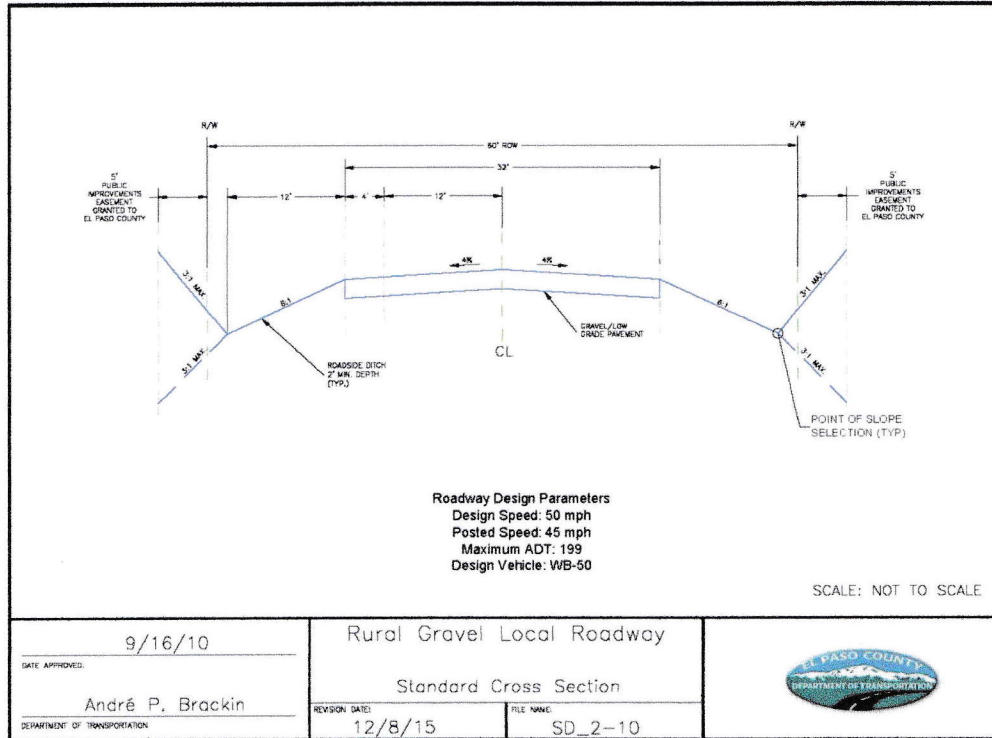 R/W
R/W
60' ROW
32'
5'
PUBLIC
IMPROVEMENTS
EASEMENT
GRANTED TO
EL PASO COUNTY
12'
4'
12'
5'
PUBLIC
IMPROVEMENTS
EASEMENT
GRANTED TO
EL PASO COUNTY
4%
4%
3:1 MAX.
6:1
6:1
3:1 MAX.
3:1 MAX.
ROADSIDE DITCH
2' MIN. DEPTH
(TYP.)
GRAVEL/LOW
GRADE PAVEMENT
CL
3:1 MAX.
POINT OF SLOPE
SELECTION (TYP)
Roadway Design Parameters
Design Speed: 50 mph
Posted Speed: 45 mph
Maximum ADT: 199
Design Vehicle: WB-50
SCALE: NOT TO SCALE
9/16/10
DATE APPROVED:
André P. Brackin
DEPARTMENT OF TRANSPORTATION
Rural Gravel Local Roadway
Standard Cross Section
REVISION DATE:
12/8/15
FILE NAME:
SD_2-10
EL PASO COUNTY
DEPARTMENT OF TRANSPORTATION